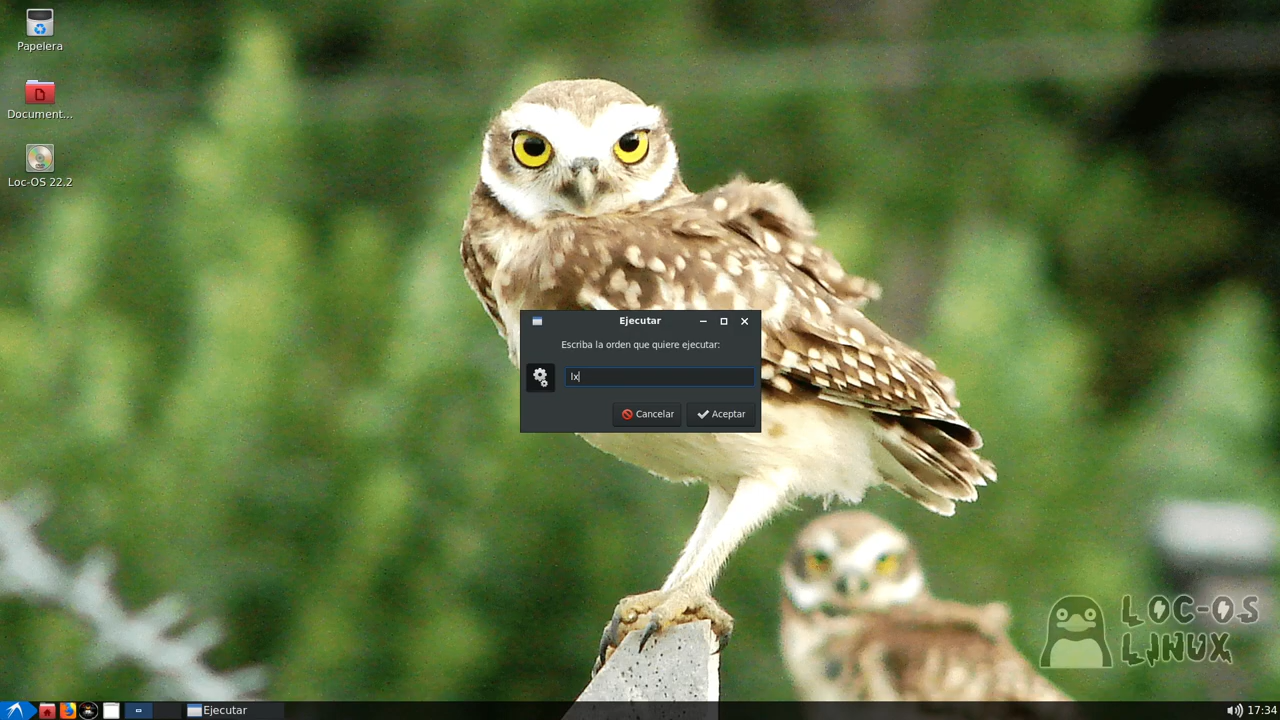 Papelera
Document...
Loc-OS 22.2
Ejecutar
Escriba la orden que quiere ejecutar:
lx
Cancelar
Aceptar
LOC-OS
LINUX
Ejecutar
17:34